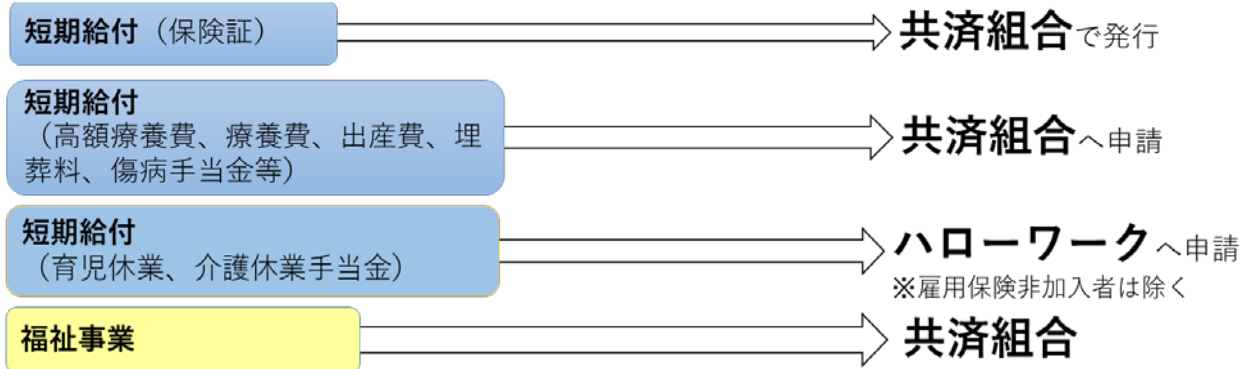 短期給付（保険証）
共済組合で発行
短期給付
（高額療養費、療養費、出産費、埋
葬料、傷病手当金等）
共済組合へ申請
短期給付
（育児休業、介護休業手当金）
ハローワークへ申請
※雇用保険非加入者は除く
福祉事業
共済組合